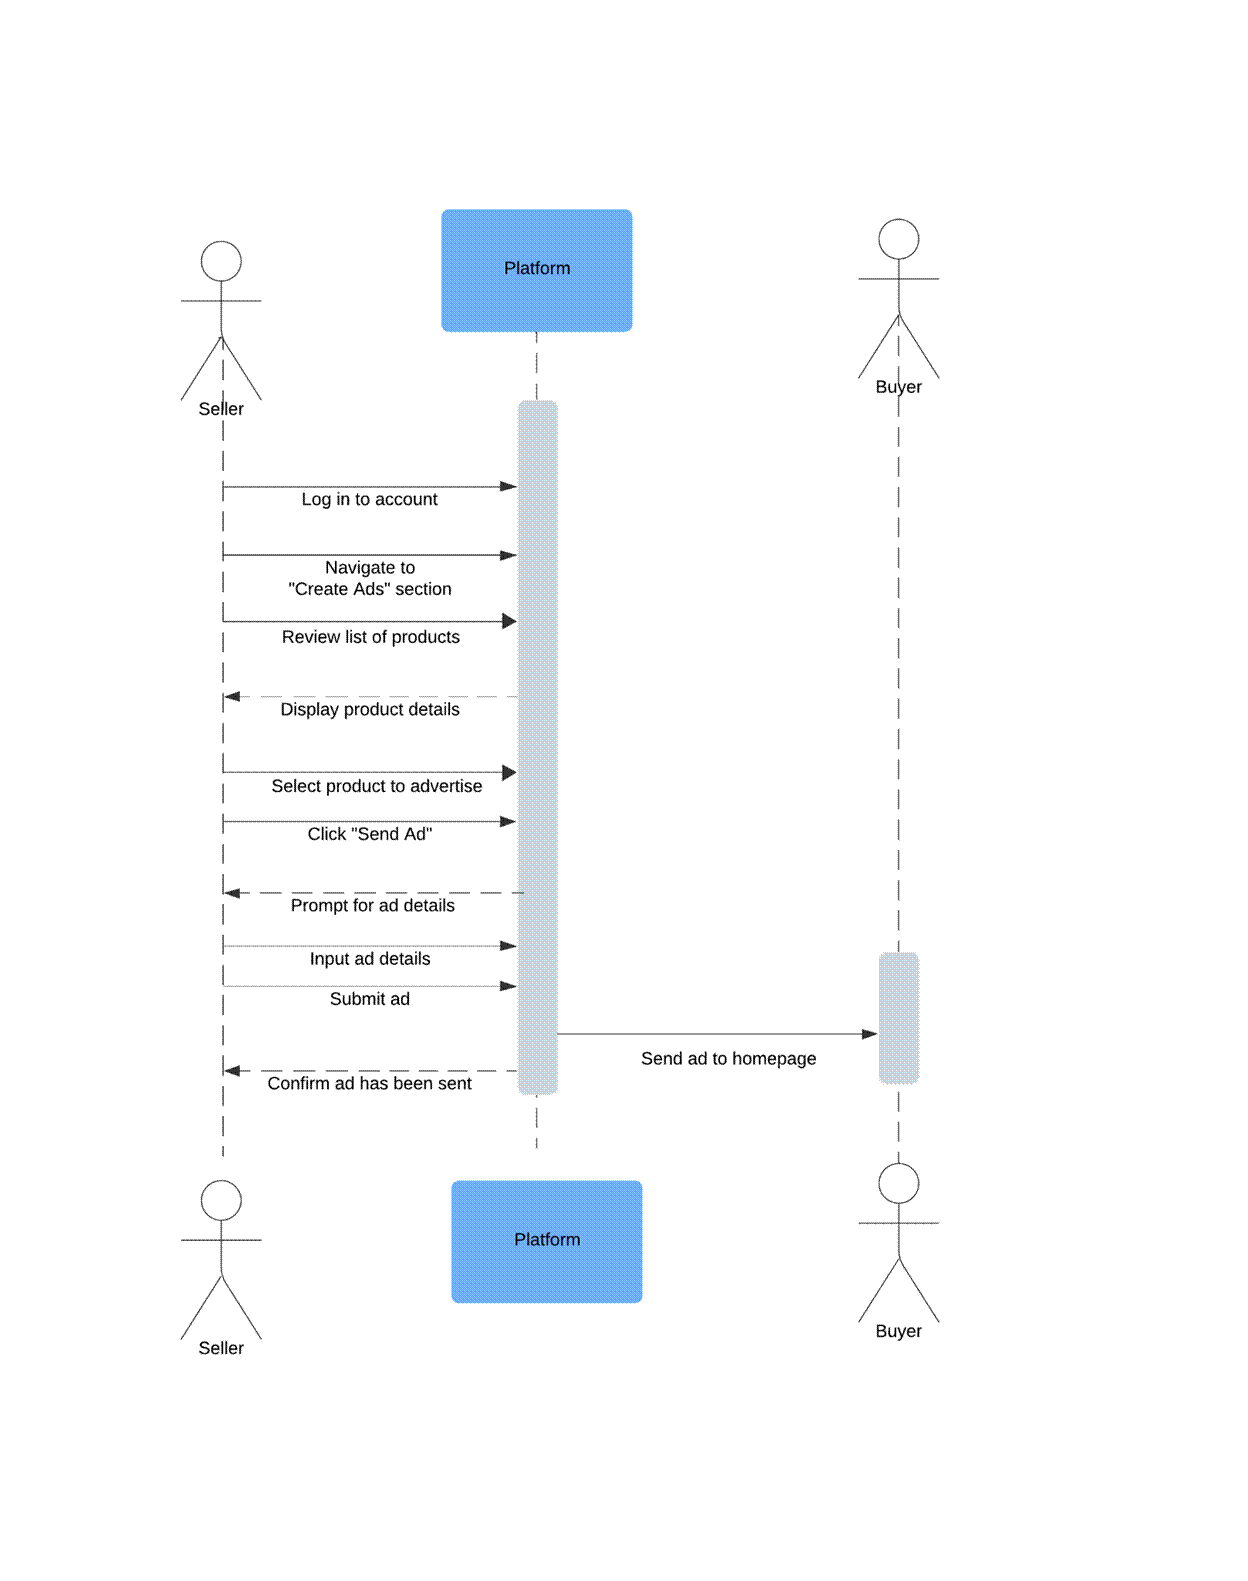 Platform
Seller
Buyer
Log in to account
Navigate to
"Create Ads" section
Review list of products
Display product details
Select product to advertise
Click "Send Ad"
Prompt for ad details
Input ad details
Submit ad
Send ad to homepage
Confirm ad has been sent
Platform
Seller
Buyer